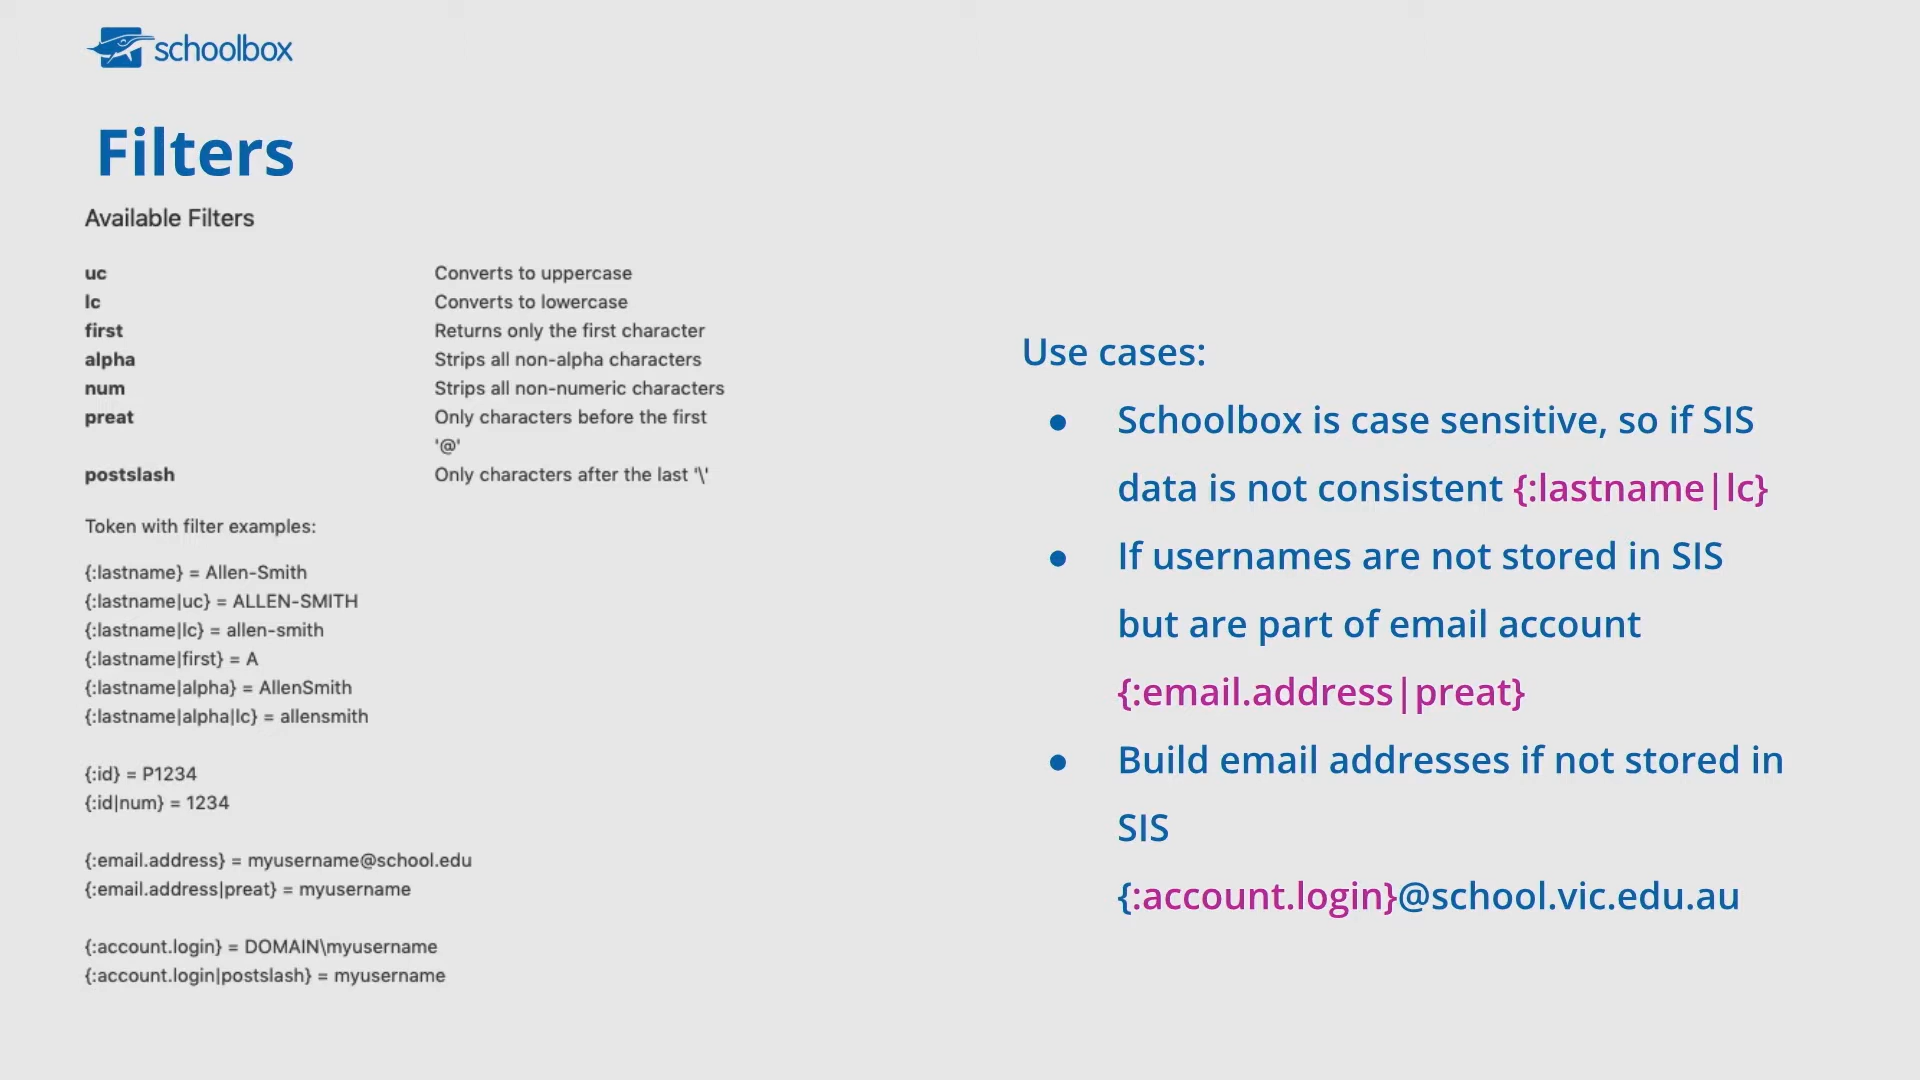 schoolbox
Filters
Available Filters
uc Converts to uppercase
lc Converts to lowercase
first Returns only the first character
alpha Strips all non-alpha characters
num Strips all non-numeric characters
preat Only characters before the first
'@'
postslash Only characters after the last '\'
Token with filter examples:
{:lastname} = Allen-Smith
{:lastname|uc} = ALLEN-SMITH
{:lastname|lc} = allen-smith
{:lastname|first} = A
{:lastname|alpha} = AllenSmith
{:lastname|alpha|lc} = allensmith
{:id} = P1234
{:id|num} = 1234
{:email.address} = myusername@school.edu
{:email.address|preat} = myusername
{:account.login} = DOMAIN\myusername
{:account.login|postslash} = myusername
Use cases:
● Schoolbox is case sensitive, so if SIS
data is not consistent {:lastname|lc}
● If usernames are not stored in SIS
but are part of email account
{:email.address|preat}
● Build email addresses if not stored in
SIS
{:account.login}@school.vic.edu.au